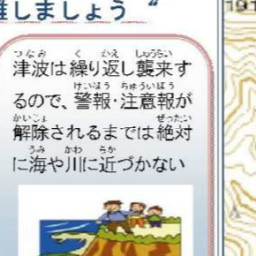 難しましょう
191
つなみ く かえ しゅうらい
津波は繰り返し襲来す
けいほう ちゅういほう
るので、警報・注意報が
かいじょ ぜったい
解除されるまでは絶対
うみ かわ ちか
に海や川に近づかない